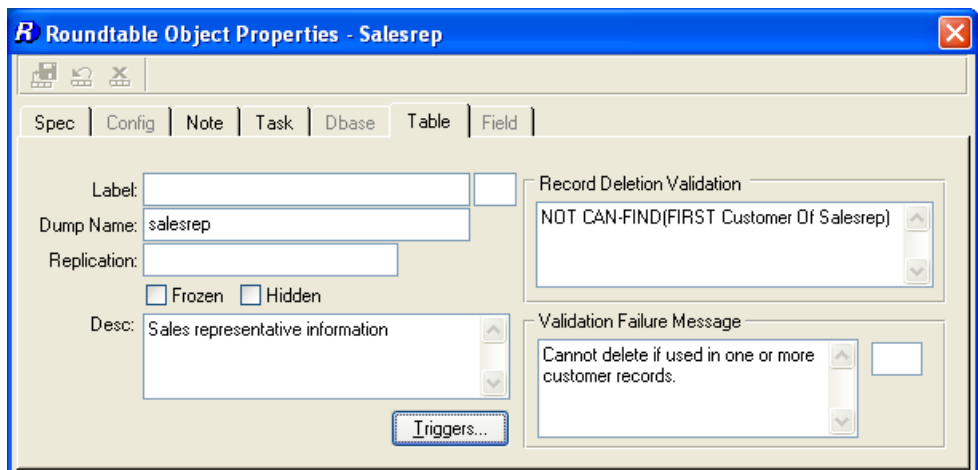 R Roundtable Object Properties - Salesrep
Spec Config Note Task Dbase Table Field
Label:
Dump Name: salesrep
Replication:
Frozen Hidden
Desc: Sales representative information
Triggers...
Record Deletion Validation
NOT CAN-FIND(FIRST Customer Of Salesrep)
Validation Failure Message
Cannot delete if used in one or more
customer records.